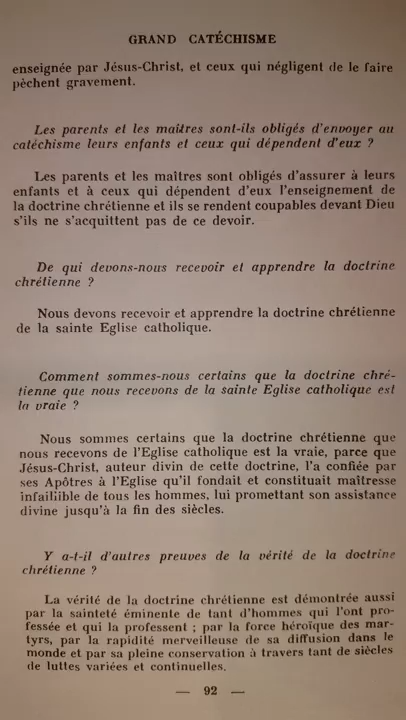 GRAND CATÉCHISME
enseignée par Jésus-Christ, et ceux qui négligent de le faire
pèchent gravement.
Les parents et les maîtres sont-ils obligés d'envoyer au
catéchisme leurs enfants et ceux qui dépendent d'eux ?
Les parents et les maîtres sont obligés d'assurer à leurs
enfants et à ceux qui dépendent d'eux l'enseignement de
la doctrine chrétienne et ils se rendent coupables devant Dieu
s'ils ne s'acquittent pas de ce devoir.
De qui devons-nous recevoir et apprendre la doctrine
chrétienne ?
Nous devons recevoir et apprendre la doctrine chrétienne
de la sainte Eglise catholique.
Comment sommes-nous certains que la doctrine chré-
tienne que nous recevons de la sainte Eglise catholique est
la vraie ?
Nous sommes certains que la doctrine chrétienne que
nous recevons de l'Eglise catholique est la vraie, parce que
Jésus-Christ, auteur divin de cette doctrine, l'a confiée par
ses Apôtres à l'Eglise qu'il fondait et constituait maîtresse
infaillible de tous les hommes, lui promettant son assistance
divine jusqu'à la fin des siècles.
Y a-t-il d'autres preuves de la vérité de la doctrine
chrétienne ?
La vérité de la doctrine chrétienne est démontrée aussi
par la sainteté éminente de tant d'hommes qui l'ont pro-
fessée et qui la professent ; par la force héroïque des mar-
tyrs, par la rapidité merveilleuse de sa diffusion dans le
monde et par sa pleine conservation à travers tant de siècles
de luttes variées et continuelles.
— 92 —